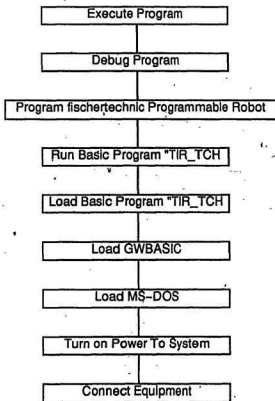 Execute Program
Debug Program
Program fischertechnic Programmable Robot
Run Basic Program "TIR_TCH
Load Basic Program "TIR_TCH
Load GWBASIC
Load MS-DOS
Turn on Power To System
Connect Equipment